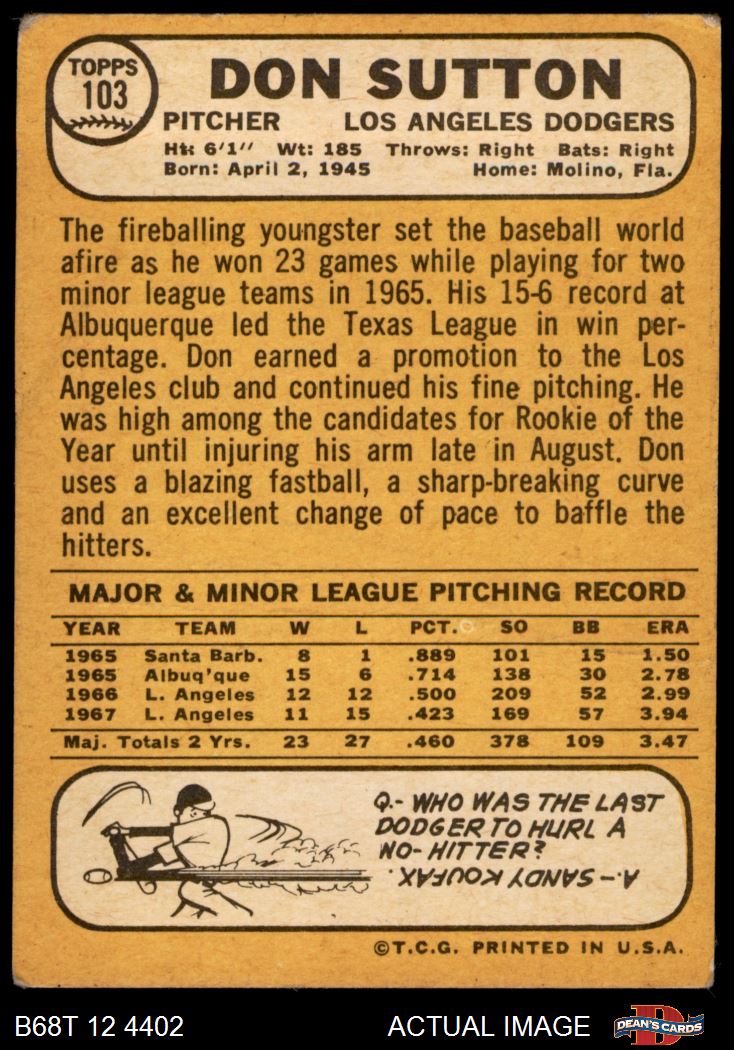 TOPPS
103
DON SUTTON
PITCHER LOS ANGELES DODGERS
Ht: 6'1" Wt: 185 Throws: Right Bats: Right
Born: April 2, 1945 Home: Molino, Fla.
The fireballing youngster set the baseball world
afire as he won 23 games while playing for two
minor league teams in 1965. His 15-6 record at
Albuquerque led the Texas League in win per-
centage. Don earned a promotion to the Los
Angeles club and continued his fine pitching. He
was high among the candidates for Rookie of the
Year until injuring his arm late in August. Don
uses a blazing fastball, a sharp-breaking curve
and an excellent change of pace to baffle the
hitters.
MAJOR & MINOR LEAGUE PITCHING RECORD
YEAR TEAM W L PCT. SO BB ERA
1965 Santa Barb. 8 1 .889 101 15 1.50
1965 Albuq'que 15 6 .714 138 30 2.78
1966 L. Angeles 12 12 .500 209 52 2.99
1967 L. Angeles 11 15 .423 169 57 3.94
Maj. Totals 2 Yrs. 23 27 .460 378 109 3.47
Q.- WHO WAS THE LAST
DODGER TO HURL A
NO-HITTER?
A.- SANDY KOUFAX.
©T.C.G. PRINTED IN U.S.A.
B68T 12 4402 ACTUAL IMAGE
D
DEAN'S CARDS